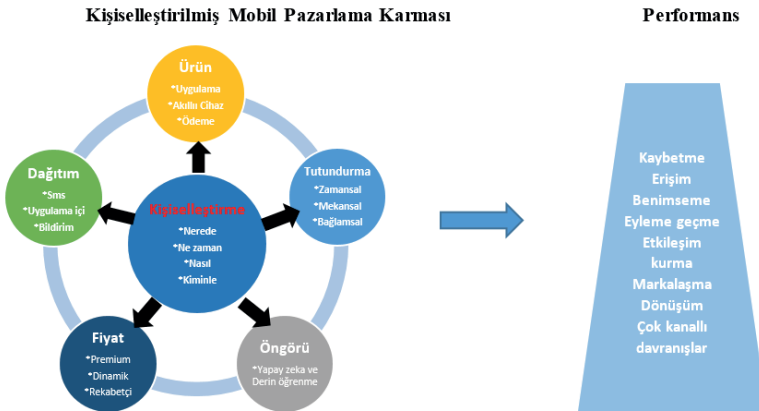 Kişiselleştirilmiş Mobil Pazarlama Karması
Performans
Ürün
*Uygulama
*Akıllı Cihaz
*Ödeme
Dağıtım
*Sms
*Uygulama içi
*Bildirim
Tutundurma
*Zamansal
*Mekansal
*Bağlamsal
Kişiselleştirme
*Nerede
*Ne zaman
*Nasıl
*Kiminle
Fiyat
*Premium
*Dinamik
*Rekabetçi
Öngörü
*Yapay zeka ve
Derin öğrenme
Kaybetme
Erişim
Benimseme
Eyleme geçme
Etkileşim
kurma
Markalaşma
Dönüşüm
Çok kanallı
davranışlar